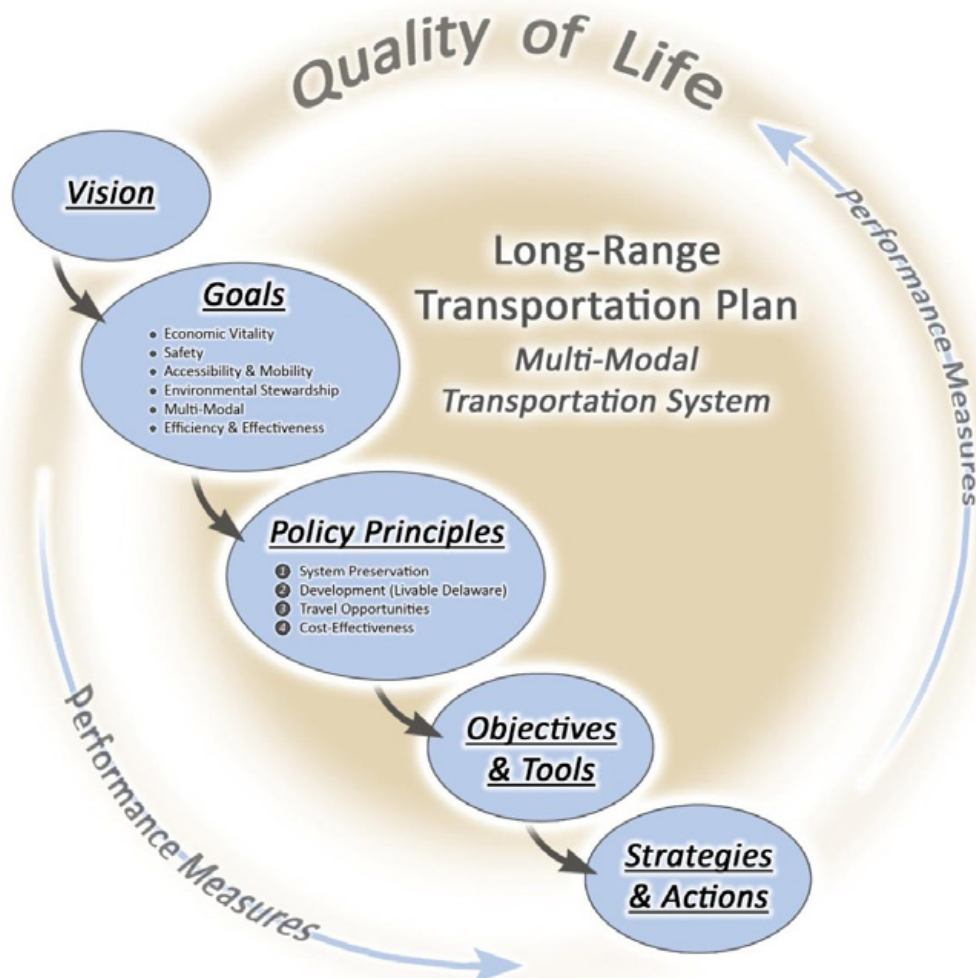 Quality of Life
Vision
Goals
• Economic Vitality
• Safety
• Accessibility & Mobility
• Environmental Stewardship
• Multi-Modal
• Efficiency & Effectiveness
Long-Range
Transportation Plan
Multi-Modal
Transportation System
Performance Measures
Policy Principles
1 System Preservation
2 Development (Livable Delaware)
3 Travel Opportunities
4 Cost-Effectiveness
Objectives
& Tools
Strategies
& Actions
Performance Measures